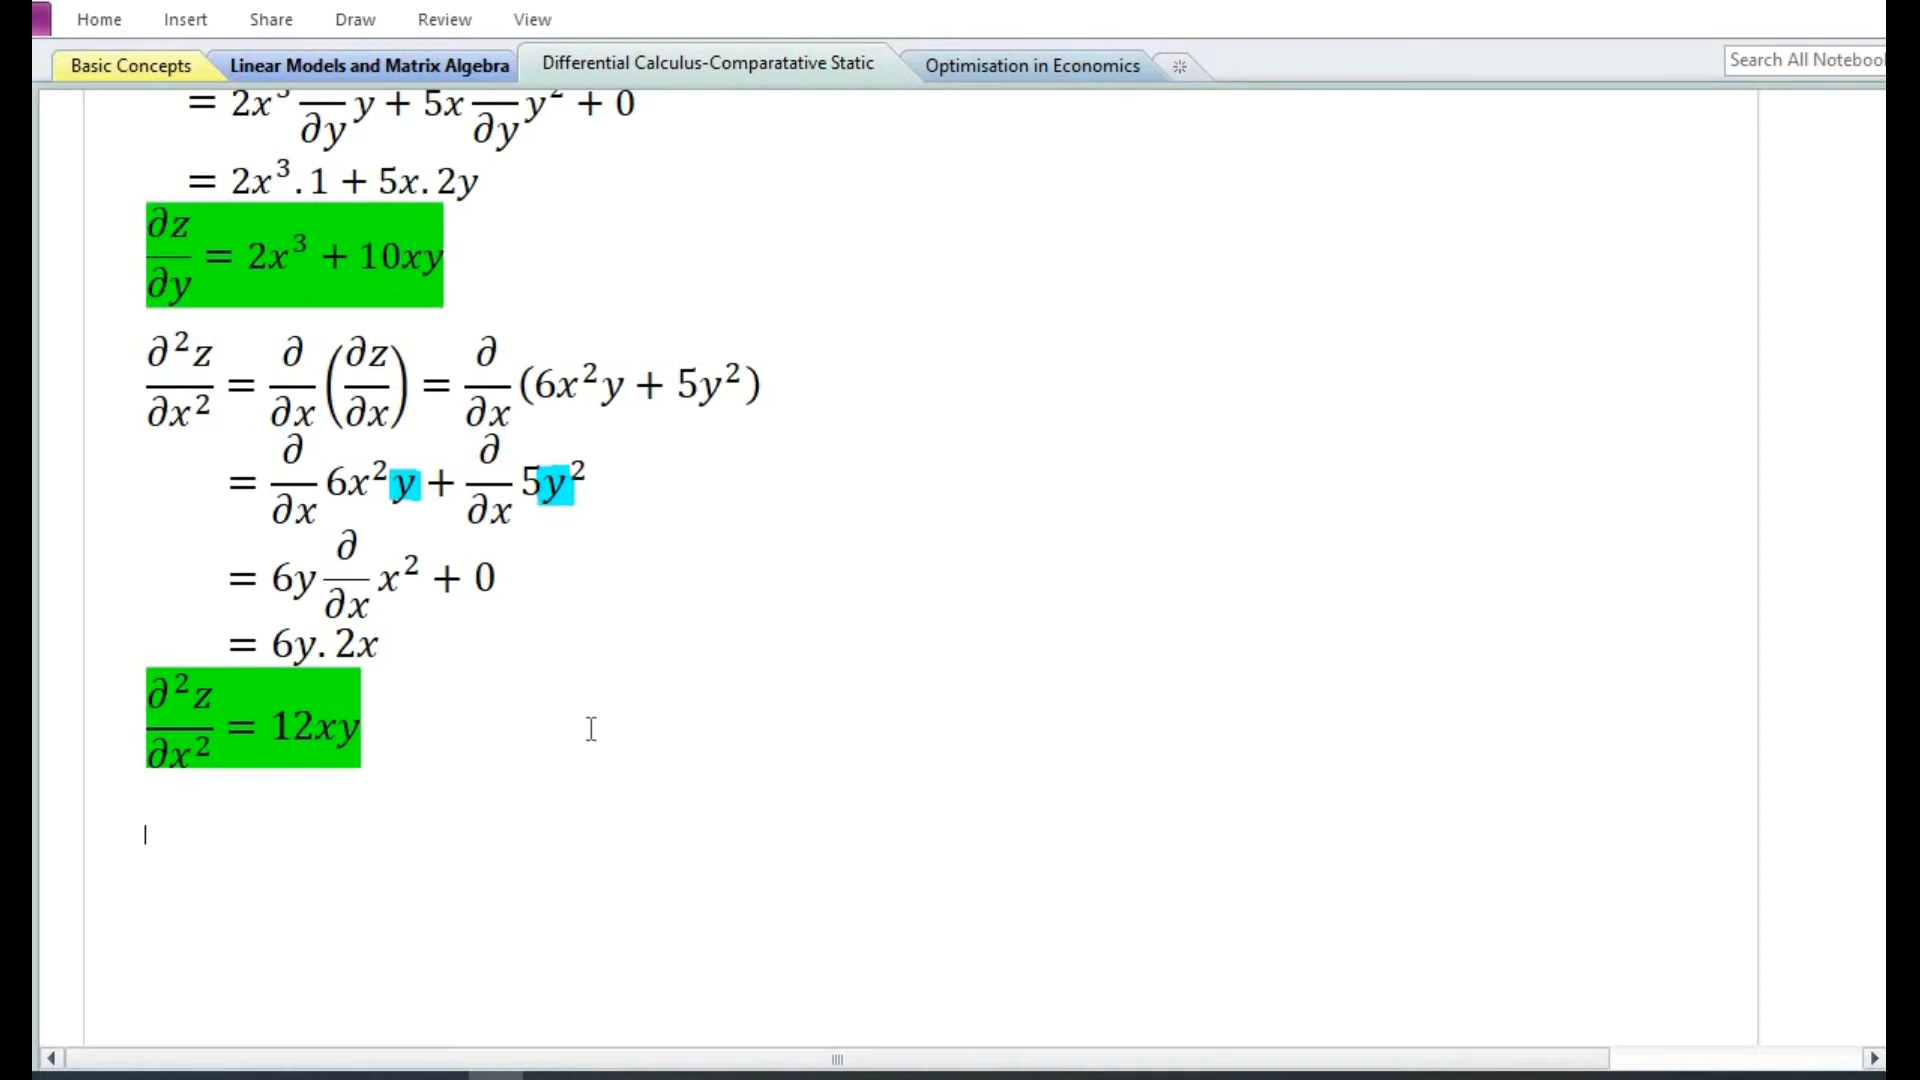 Home Insert Share Draw Review View
Basic Concepts Linear Models and Matrix Algebra Differential Calculus-Comparatative Static Optimisation in Economics Search All Noteboo
= 2x³ —/∂y y + 5x —/∂y y² + 0
= 2x³.1 + 5x.2y
∂z/∂y = 2x³ + 10xy
∂²z/∂x² = ∂/∂x (∂z/∂x) = ∂/∂x (6x²y + 5y²)
= ∂/∂x 6x²y + ∂/∂x 5y²
= 6y ∂/∂x x² + 0
= 6y.2x
∂²z/∂x² = 12xy